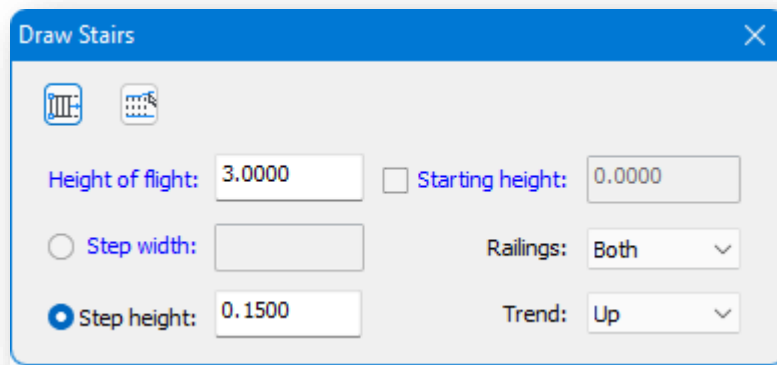 Draw Stairs
Height of flight: 3.0000 Starting height: 0.0000
Step width: Railings: Both
Step height: 0.1500 Trend: Up